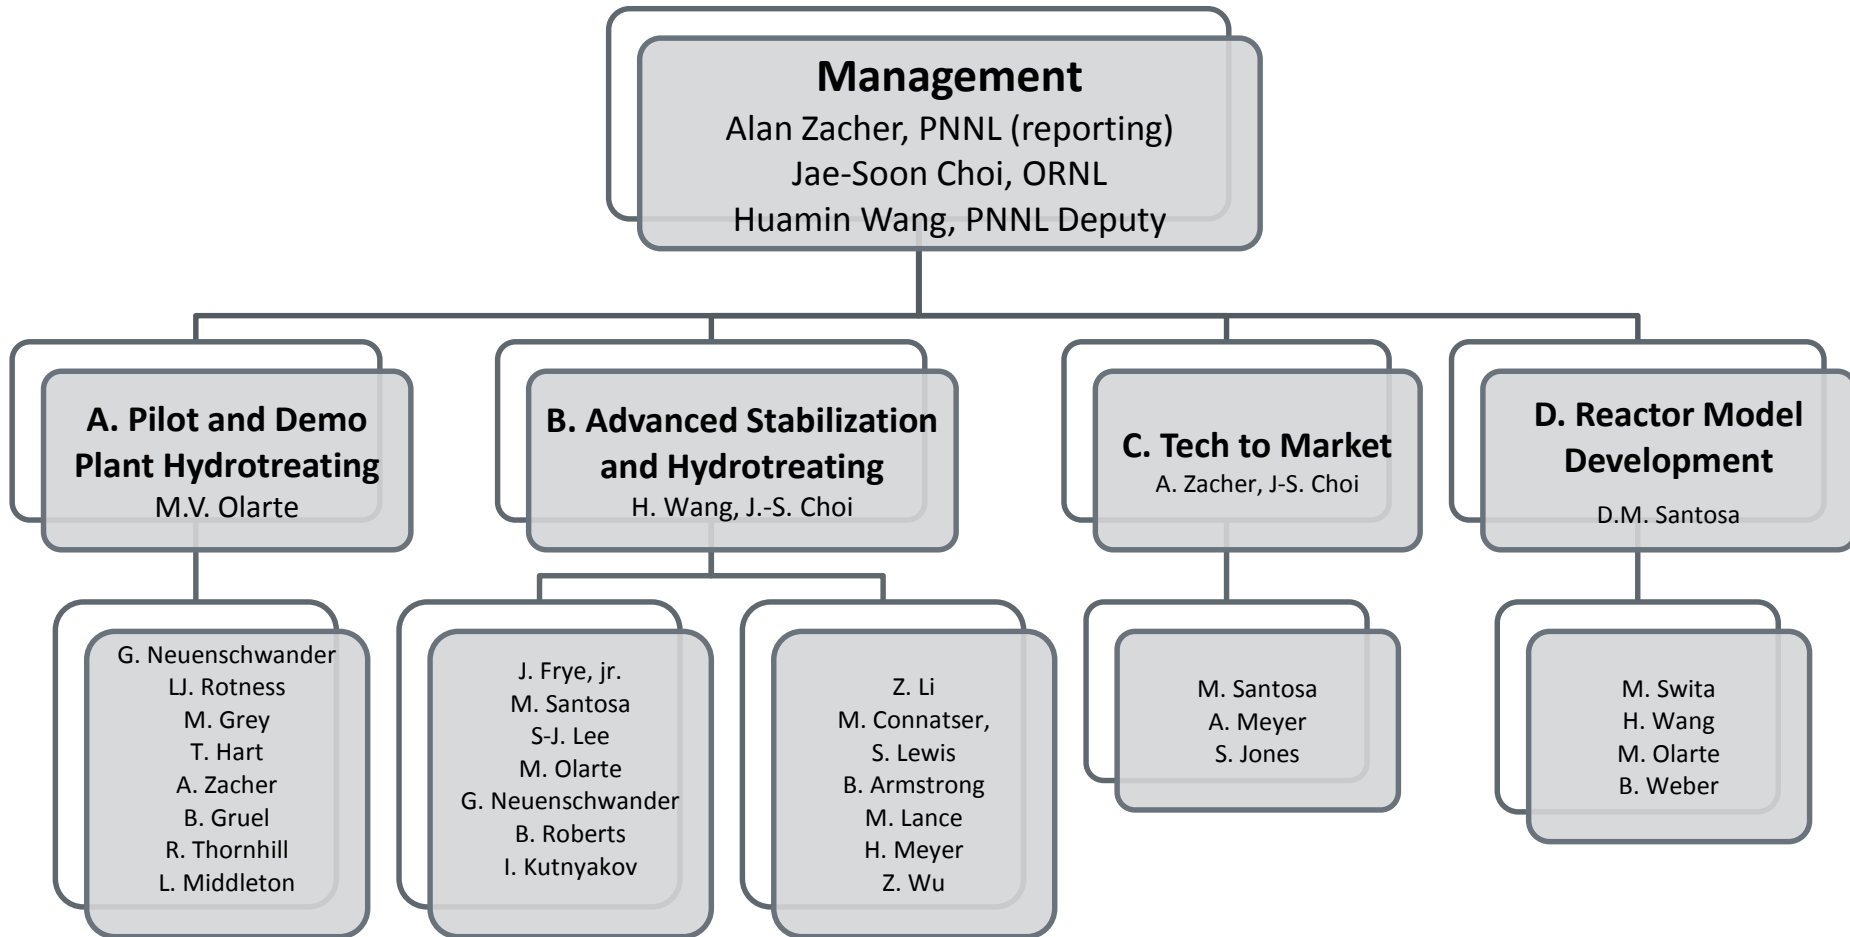 Management
Alan Zacher, PNNL (reporting)
Jae-Soon Choi, ORNL
Huamin Wang, PNNL Deputy
A. Pilot and Demo
Plant Hydrotreating
M.V. Olarte
B. Advanced Stabilization
and Hydrotreating
H. Wang, J.-S. Choi
C. Tech to Market
A. Zacher, J-S. Choi
D. Reactor Model
Development
D.M. Santosa
G. Neuenschwander
LJ. Rotness
M. Grey
T. Hart
A. Zacher
B. Gruel
R. Thornhill
L. Middleton
J. Frye, jr.
M. Santosa
S-J. Lee
M. Olarte
G. Neuenschwander
B. Roberts
I. Kutnyakov
Z. Li
M. Connatser,
S. Lewis
B. Armstrong
M. Lance
H. Meyer
Z. Wu
M. Santosa
A. Meyer
S. Jones
M. Swita
H. Wang
M. Olarte
B. Weber